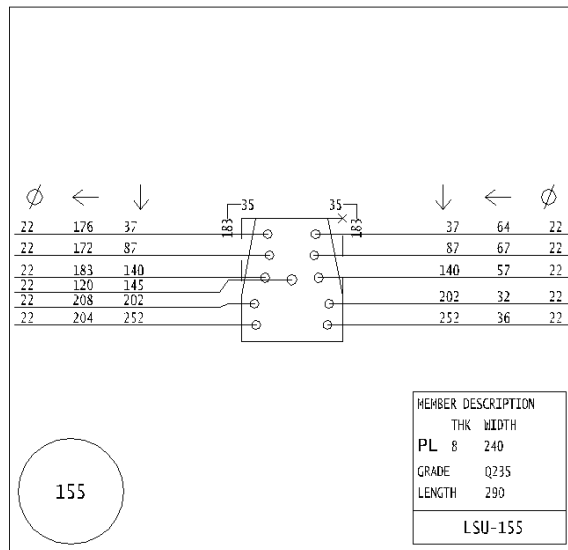 Ø ← ↓ ↓ ← Ø
35 35
183 183
22 176 37 37 64 22
22 172 87 87 67 22
22 183 140 140 57 22
22 120 145
22 208 202 202 32 22
22 204 252 252 36 22
MEMBER DESCRIPTION
THK WIDTH
PL 8 240
GRADE Q235
LENGTH 290
LSU-155
155